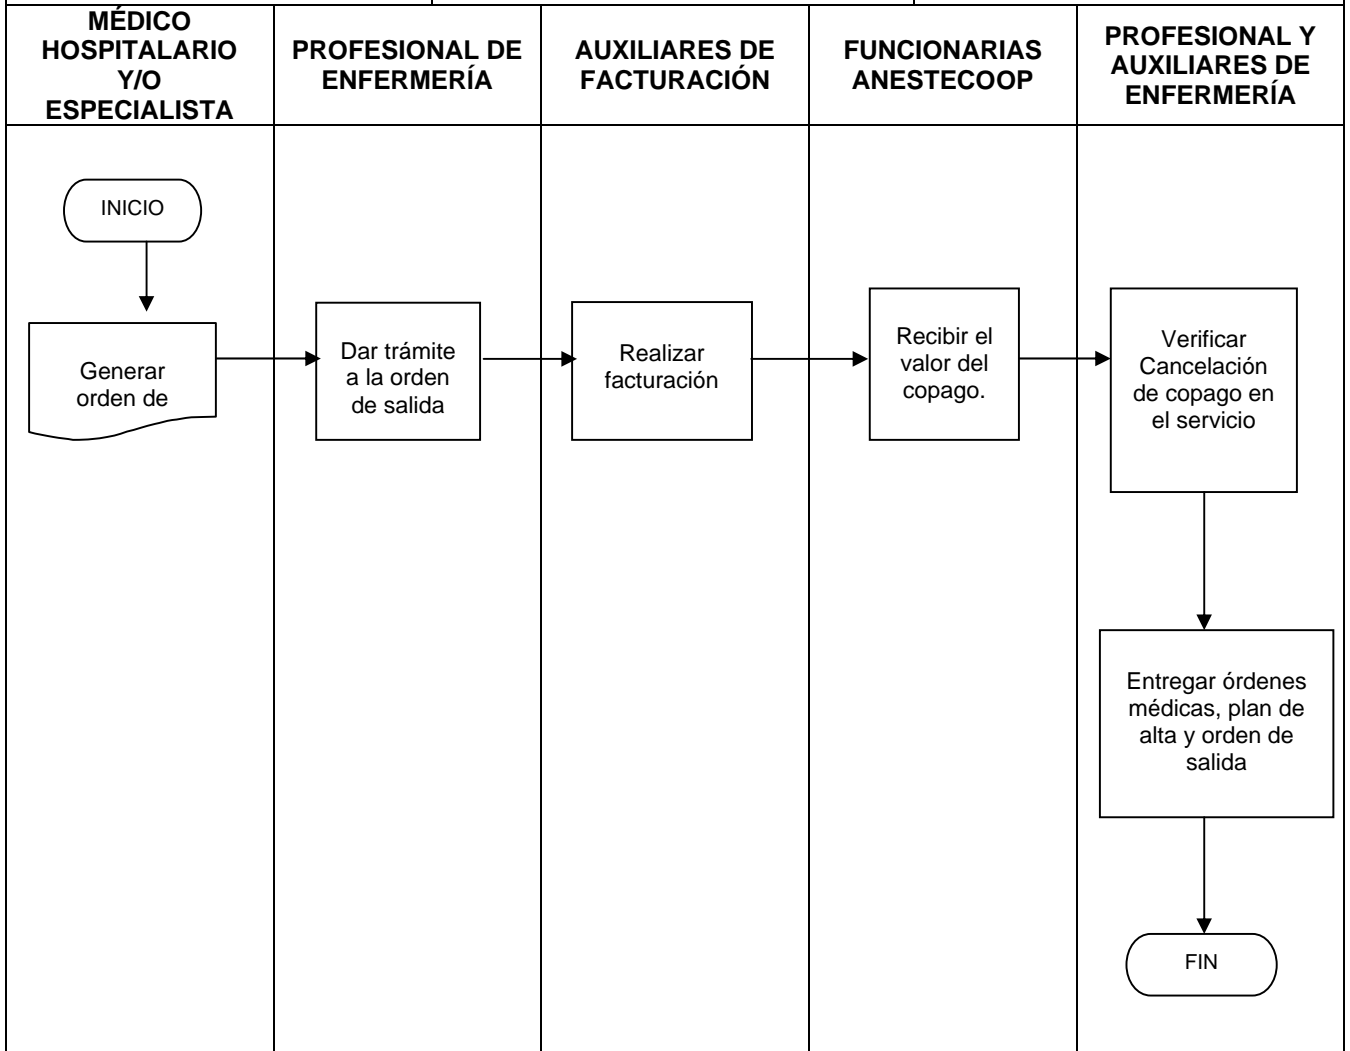 MÉDICO
HOSPITALARIO
Y/O
ESPECIALISTA
PROFESIONAL DE
ENFERMERÍA
AUXILIARES DE
FACTURACIÓN
FUNCIONARIAS
ANESTECOOP
PROFESIONAL Y
AUXILIARES DE
ENFERMERÍA
INICIO
Generar
orden de
Dar trámite
a la orden
de salida
Realizar
facturación
Recibir el
valor del
copago.
Verificar
Cancelación
de copago en
el servicio
Entregar órdenes
médicas, plan de
alta y orden de
salida
FIN